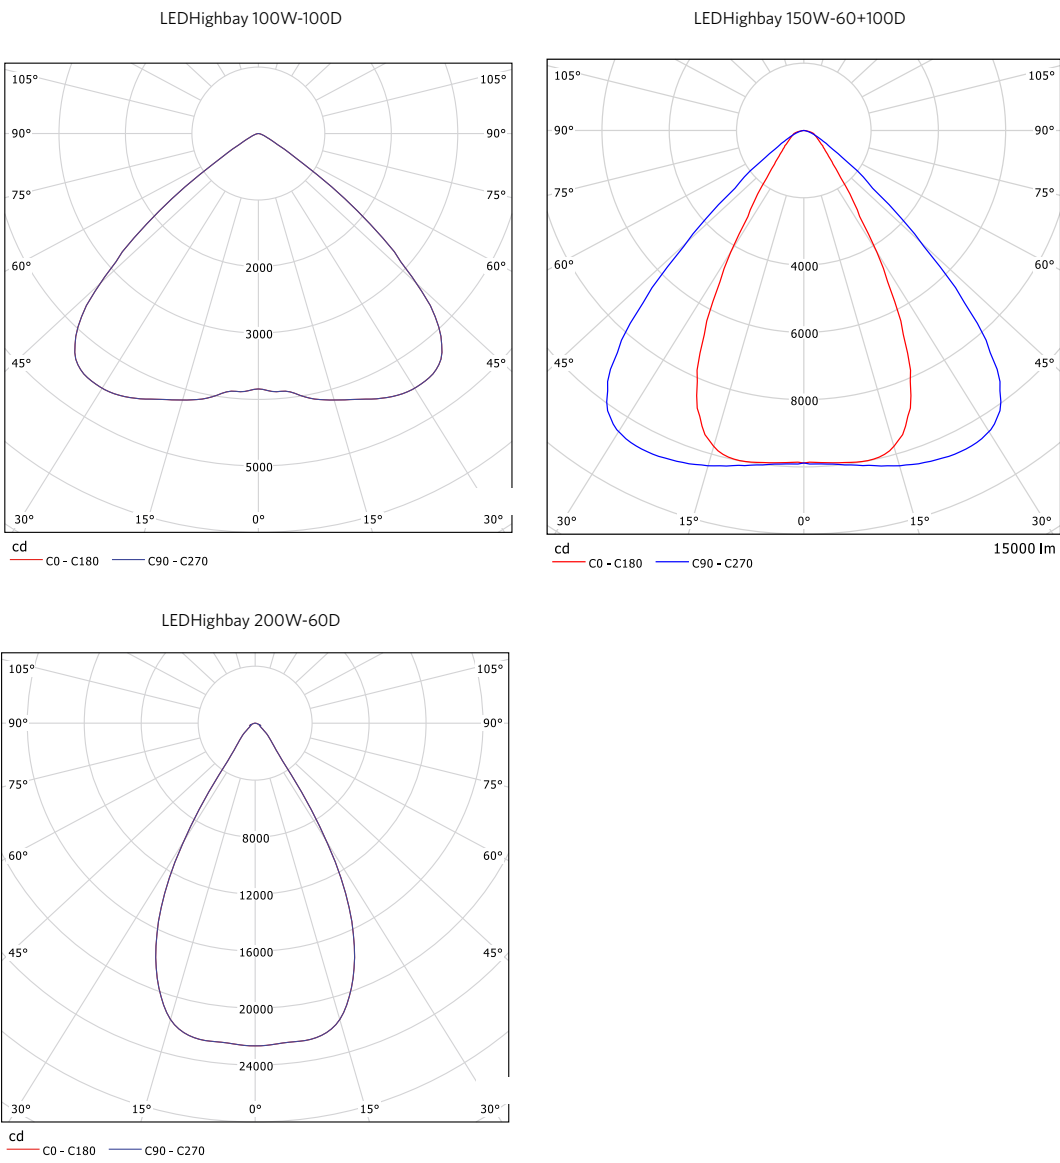 LEDHighbay 100W-100D
105° 105°
90° 90°
75° 75°
60° 60°
2000
3000
45° 45°
5000
30° 15° 0° 15° 30°
cd
C0 - C180 C90 - C270
LEDHighbay 150W-60+100D
105° 105°
90° 90°
75° 75°
60° 60°
4000
6000
45° 45°
8000
30° 15° 0° 15° 30°
cd 15000 lm
C0 - C180 C90 - C270
LEDHighbay 200W-60D
105° 105°
90° 90°
75° 75°
8000
60° 60°
12000
16000
45° 45°
20000
24000
30° 15° 0° 15° 30°
cd
C0 - C180 C90 - C270